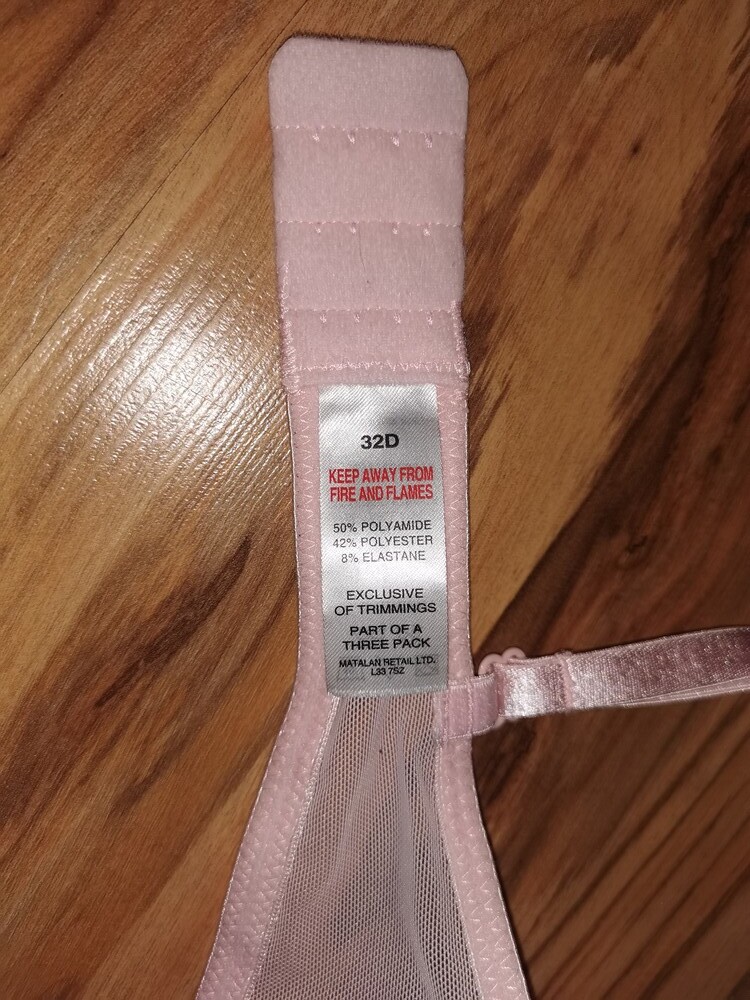 32D
KEEP AWAY FROM
FIRE AND FLAMES
50% POLYAMIDE
42% POLYESTER
8% ELASTANE
EXCLUSIVE
OF TRIMMINGS
PART OF A
THREE PACK
MATALAN RETAIL LTD.
L33 7SZ